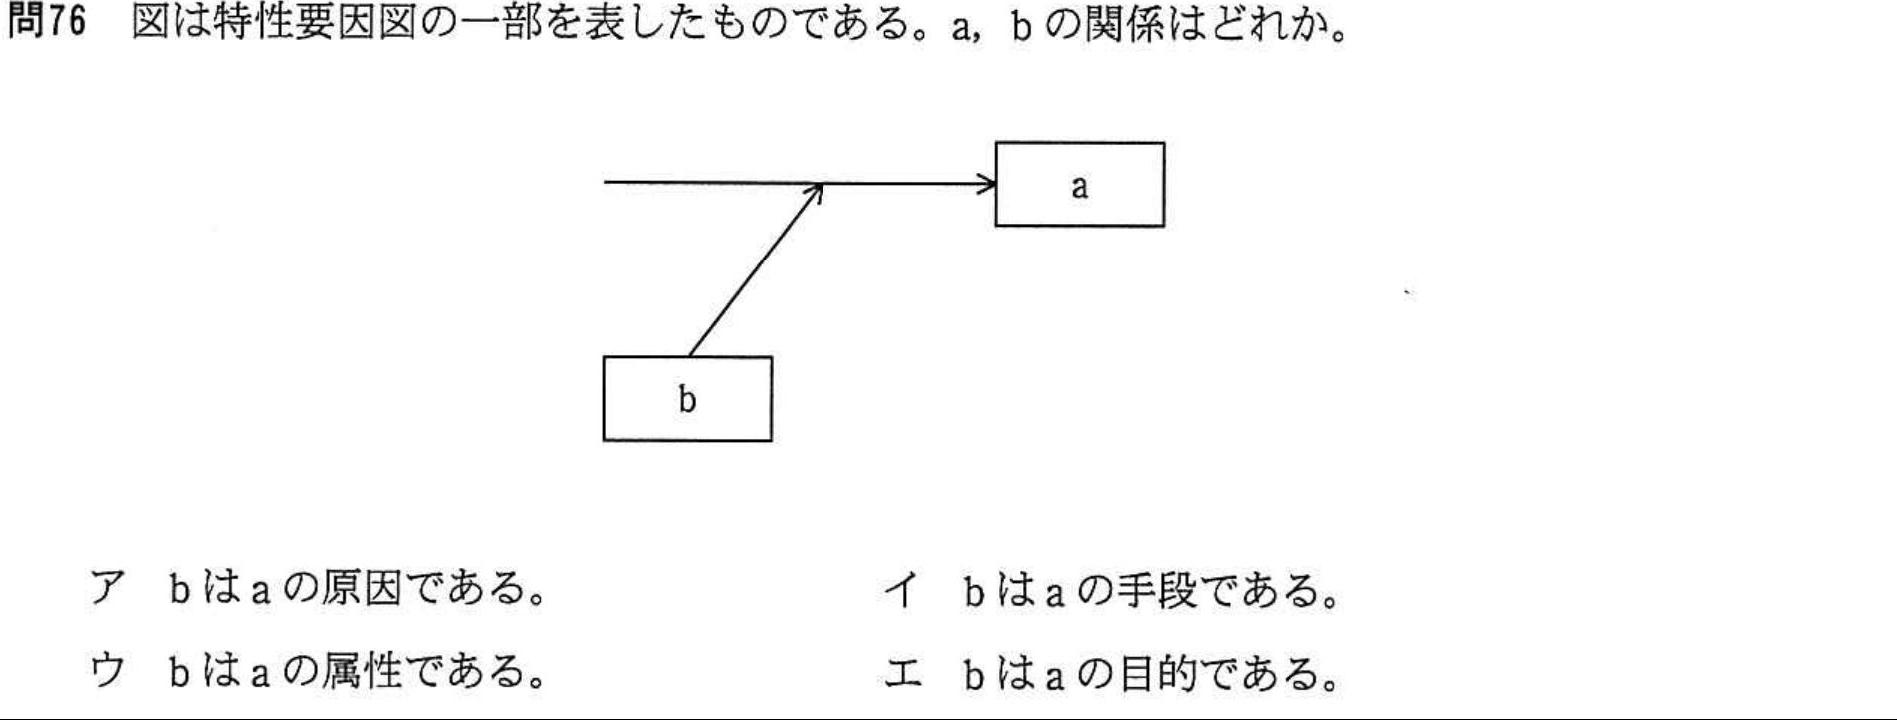 問76 図は特性要因図の一部を表したものである。a, b の関係はどれか。
a
b
ア b は a の原因である。 イ b は a の手段である。
ウ b は a の属性である。 エ b は a の目的である。